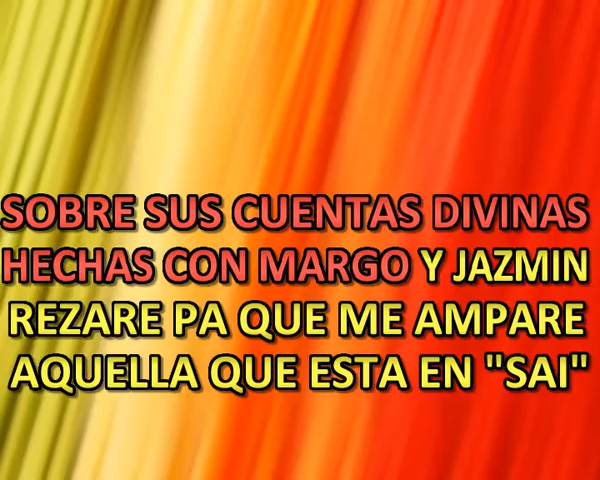 SOBRE SUS CUENTAS DIVINAS
HECHAS CON MARGO Y JAZMIN
REZARE PA QUE ME AMPARE
AQUELLA QUE ESTA EN "SAI"